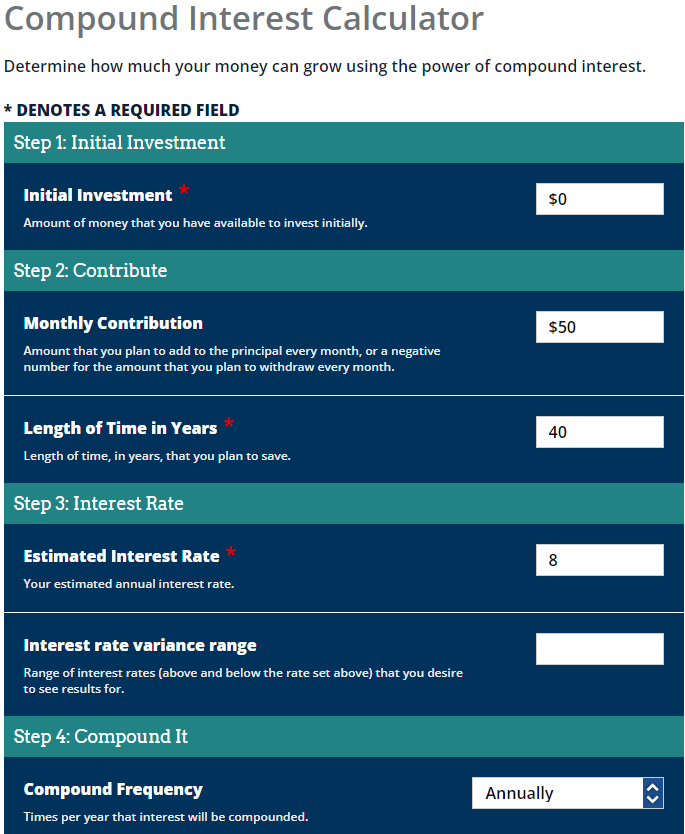 Compound Interest Calculator
Determine how much your money can grow using the power of compound interest.
* DENOTES A REQUIRED FIELD
Step 1: Initial Investment
Initial Investment *
$0
Amount of money that you have available to invest initially.
Step 2: Contribute
Monthly Contribution
$50
Amount that you plan to add to the principal every month, or a negative
number for the amount that you plan to withdraw every month.
Length of Time in Years *
40
Length of time, in years, that you plan to save.
Step 3: Interest Rate
Estimated Interest Rate *
8
Your estimated annual interest rate.
Interest rate variance range
Range of interest rates (above and below the rate set above) that you desire
to see results for.
Step 4: Compound It
Compound Frequency
Annually
Times per year that interest will be compounded.